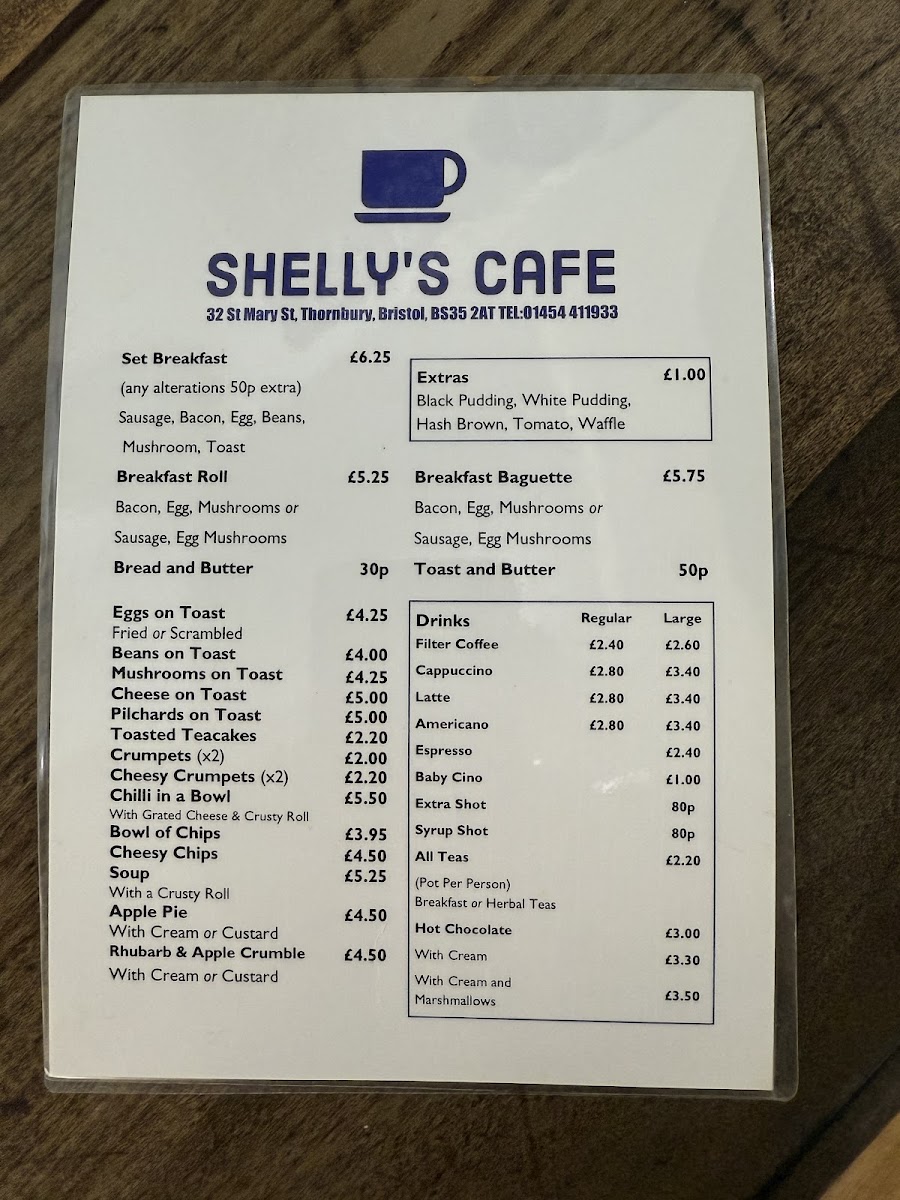 SHELLY'S CAFE
32 St Mary St, Thornbury, Bristol, BS35 2AT TEL:01454 411933
Set Breakfast £6.25
(any alterations 50p extra)
Sausage, Bacon, Egg, Beans,
Mushroom, Toast
Extras £1.00
Black Pudding, White Pudding,
Hash Brown, Tomato, Waffle
Breakfast Roll £5.25
Bacon, Egg, Mushrooms or
Sausage, Egg Mushrooms
Breakfast Baguette £5.75
Bacon, Egg, Mushrooms or
Sausage, Egg Mushrooms
Bread and Butter 30p
Toast and Butter 50p
Eggs on Toast £4.25
Fried or Scrambled
Beans on Toast £4.00
Mushrooms on Toast £4.25
Cheese on Toast £5.00
Pilchards on Toast £5.00
Toasted Teacakes £2.20
Crumpets (x2) £2.00
Cheesy Crumpets (x2) £2.20
Chilli in a Bowl £5.50
With Grated Cheese & Crusty Roll
Bowl of Chips £3.95
Cheesy Chips £4.50
Soup £5.25
With a Crusty Roll
Apple Pie £4.50
With Cream or Custard
Rhubarb & Apple Crumble £4.50
With Cream or Custard
Drinks Regular Large
Filter Coffee £2.40 £2.60
Cappuccino £2.80 £3.40
Latte £2.80 £3.40
Americano £2.80 £3.40
Espresso £2.40
Baby Cino £1.00
Extra Shot 80p
Syrup Shot 80p
All Teas £2.20
(Pot Per Person)
Breakfast or Herbal Teas
Hot Chocolate £3.00
With Cream £3.30
With Cream and
Marshmallows £3.50